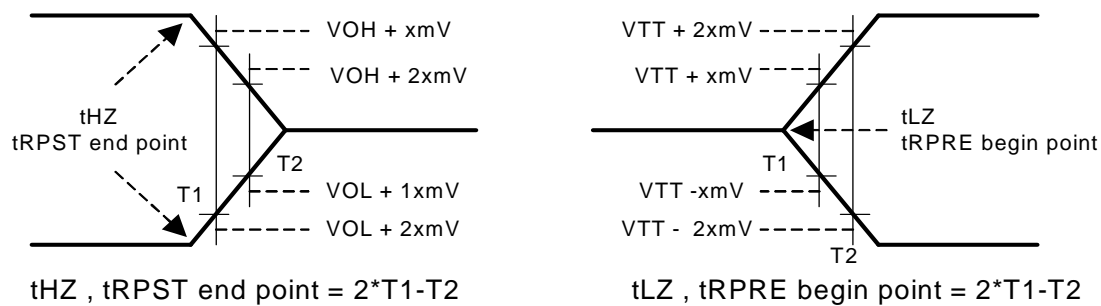 VOH + xmV
VOH + 2xmV
tHZ
tRPST end point
T1
T2
VOL + 1xmV
VOL + 2xmV
tHZ , tRPST end point = 2*T1-T2
VTT + 2xmV
VTT + xmV
tLZ
tRPRE begin point
T1
VTT -xmV
VTT - 2xmV
T2
tLZ , tRPRE begin point = 2*T1-T2